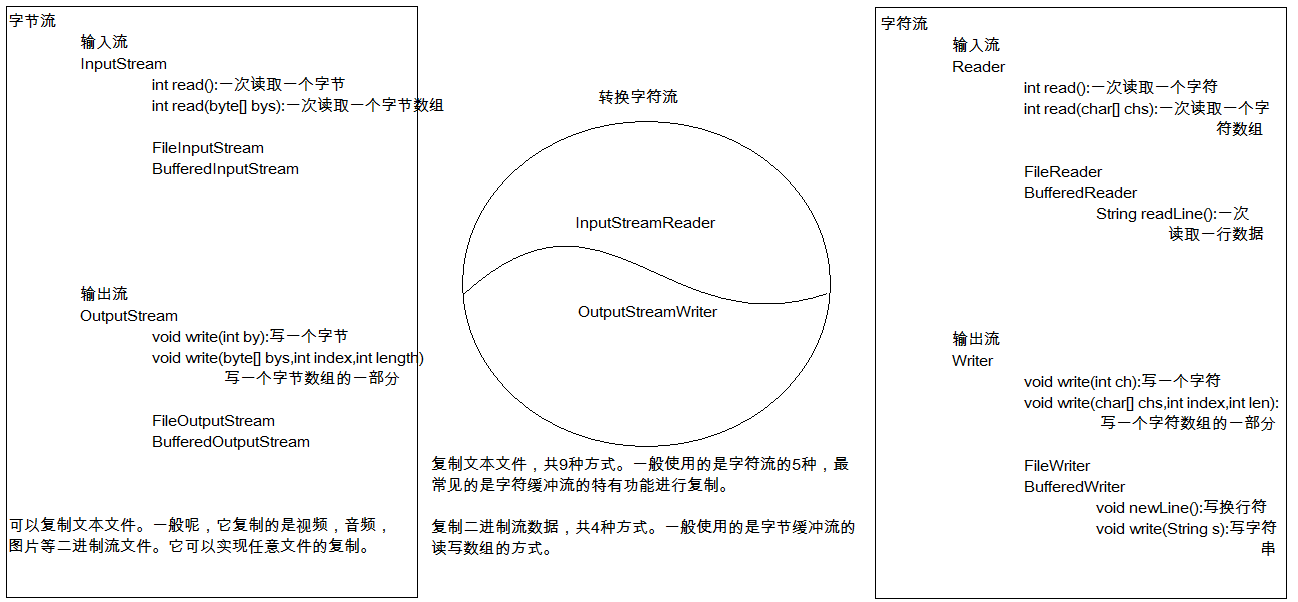 字节流
输入流
InputStream
int read():一次读取一个字节
int read(byte[] bys):一次读取一个字节数组
FileInputStream
BufferedInputStream
输出流
OutputStream
void write(int by):写一个字节
void write(byte[] bys,int index,int length)
写一个字节数组的一部分
FileOutputStream
BufferedOutputStream
可以复制文本文件。一般呢，它复制的是视频，音频，
图片等二进制流文件。它可以实现任意文件的复制。
转换字符流
InputStreamReader
OutputStreamWriter
复制文本文件，共9种方式。一般使用的是字符流的5种，最
常见的是字符缓冲流的特有功能进行复制。
复制二进制流数据，共4种方式。一般使用的是字节缓冲流的
读写数组的方式。
字符流
输入流
Reader
int read():一次读取一个字符
int read(char[] chs):一次读取一个字
符数组
FileReader
BufferedReader
String readLine():一次
读取一行数据
输出流
Writer
void write(int ch):写一个字符
void write(char[] chs,int index,int len):
写一个字符数组的一部分
FileWriter
BufferedWriter
void newLine():写换行符
void write(String s):写字符
串